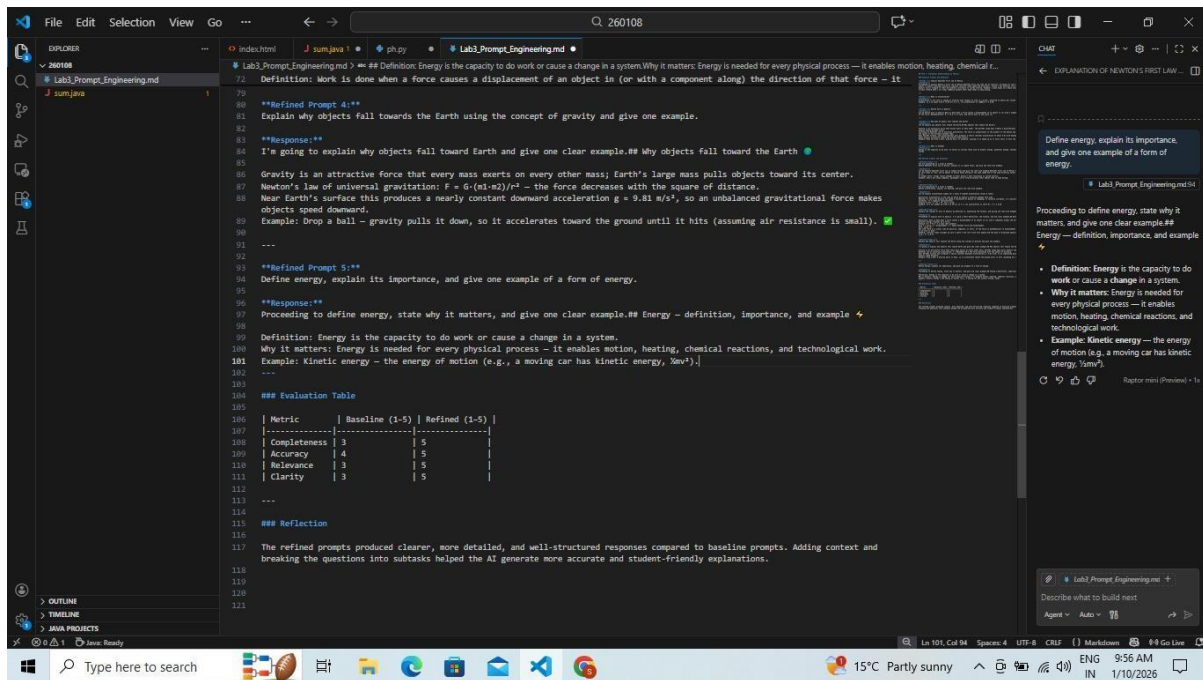 File Edit Selection View Go ...
260108
EXPLORER
260108
Lab3_Prompt_Engineering.md
sum.java 1
OUTLINE
TIMELINE
JAVA PROJECTS
index.html
sum.java 1
ph.py
Lab3_Prompt_Engineering.md
Lab3_Prompt_Engineering.md > ## Definition: Energy is the capacity to do work or cause a change in a system.Why it matters: Energy is needed for every physical process — it enables motion, heating, chemical r...
72 Definition: Work is done when a force causes a displacement of an object in (or with a component along) the direction of that force — it
79
80 **Refined Prompt 4:**
81 Explain why objects fall towards the Earth using the concept of gravity and give one example.
82
83 **Response:**
84 I'm going to explain why objects fall toward Earth and give one clear example.## Why objects fall toward the Earth 🌍
85
86 Gravity is an attractive force that every mass exerts on every other mass; Earth's large mass pulls objects toward its center.
87 Newton's law of universal gravitation: F = G·(m1·m2)/r² — the force decreases with the square of distance.
88 Near Earth's surface this produces a nearly constant downward acceleration g ≈ 9.81 m/s², so an unbalanced gravitational force makes
objects speed downward.
89 Example: Drop a ball — gravity pulls it down, so it accelerates toward the ground until it hits (assuming air resistance is small). ✅
90
91 ---
92
93 **Refined Prompt 5:**
94 Define energy, explain its importance, and give one example of a form of energy.
95
96 **Response:**
97 Proceeding to define energy, state why it matters, and give one clear example.## Energy — definition, importance, and example ⚡
98
99 Definition: Energy is the capacity to do work or cause a change in a system.
100 Why it matters: Energy is needed for every physical process — it enables motion, heating, chemical reactions, and technological work.
101 Example: Kinetic energy — the energy of motion (e.g., a moving car has kinetic energy, ½mv²).
102 ---
103
104 ### Evaluation Table
105
106 | Metric | Baseline (1-5) | Refined (1-5) |
107 |--------------|----------------|---------------|
108 | Completeness | 3 | 5 |
109 | Accuracy | 4 | 5 |
110 | Relevance | 3 | 5 |
111 | Clarity | 3 | 5 |
112
113 ---
114
115 ### Reflection
116
117 The refined prompts produced clearer, more detailed, and well-structured responses compared to baseline prompts. Adding context and
breaking the questions into subtasks helped the AI generate more accurate and student-friendly explanations.
118
119
120
121
CHAT
EXPLANATION OF NEWTON'S FIRST LAW ...
Define energy, explain its importance,
and give one example of a form of
energy.
Lab3_Prompt_Engineering.md:94
Proceeding to define energy, state why it
matters, and give one clear example.##
Energy — definition, importance, and example
⚡
• Definition: Energy is the capacity to do
work or cause a change in a system.
• Why it matters: Energy is needed for
every physical process — it enables
motion, heating, chemical reactions, and
technological work.
• Example: Kinetic energy — the energy
of motion (e.g., a moving car has kinetic
energy, ½mv²).
Raptor mini (Preview) • 1x
Lab3_Prompt_Engineering.md +
Describe what to build next
Agent Auto
0 1 Java: Ready
Ln 101, Col 94 Spaces: 4 UTF-8 CRLF {} Markdown Go Live
Type here to search
15°C Partly sunny
ENG
IN
9:56 AM
1/10/2026